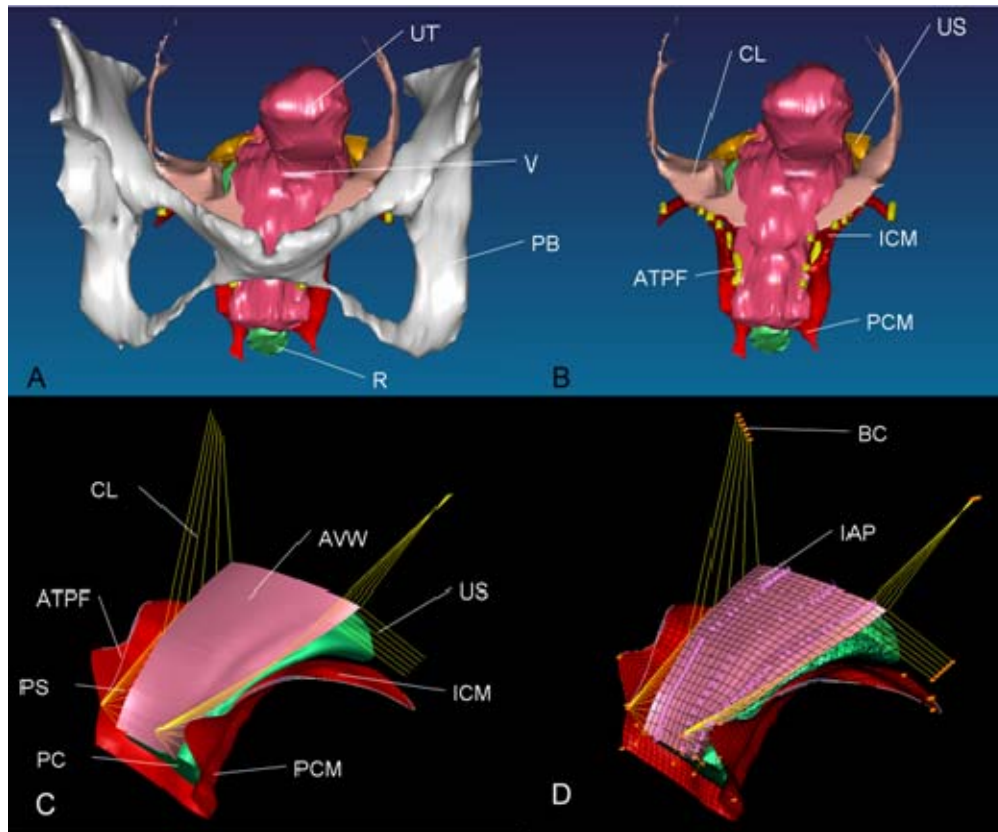 UT
V
PB
R
A
US
CL
ICM
ATPF
PCM
B
CL
AVW
ATPF
US
PS
ICM
PC
PCM
C
BC
IAP
D